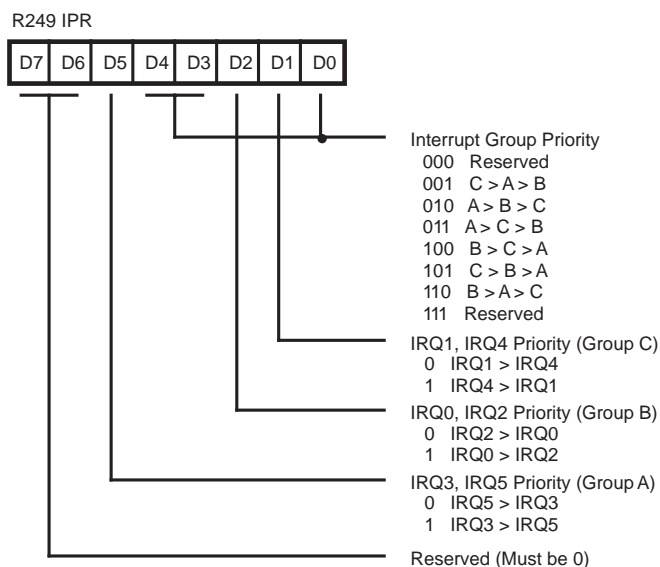 R249 IPR
D7 D6 D5 D4 D3 D2 D1 D0
Interrupt Group Priority
000 Reserved
001 C > A > B
010 A > B > C
011 A > C > B
100 B > C > A
101 C > B > A
110 B > A > C
111 Reserved
IRQ1, IRQ4 Priority (Group C)
0 IRQ1 > IRQ4
1 IRQ4 > IRQ1
IRQ0, IRQ2 Priority (Group B)
0 IRQ2 > IRQ0
1 IRQ0 > IRQ2
IRQ3, IRQ5 Priority (Group A)
0 IRQ5 > IRQ3
1 IRQ3 > IRQ5
Reserved (Must be 0)